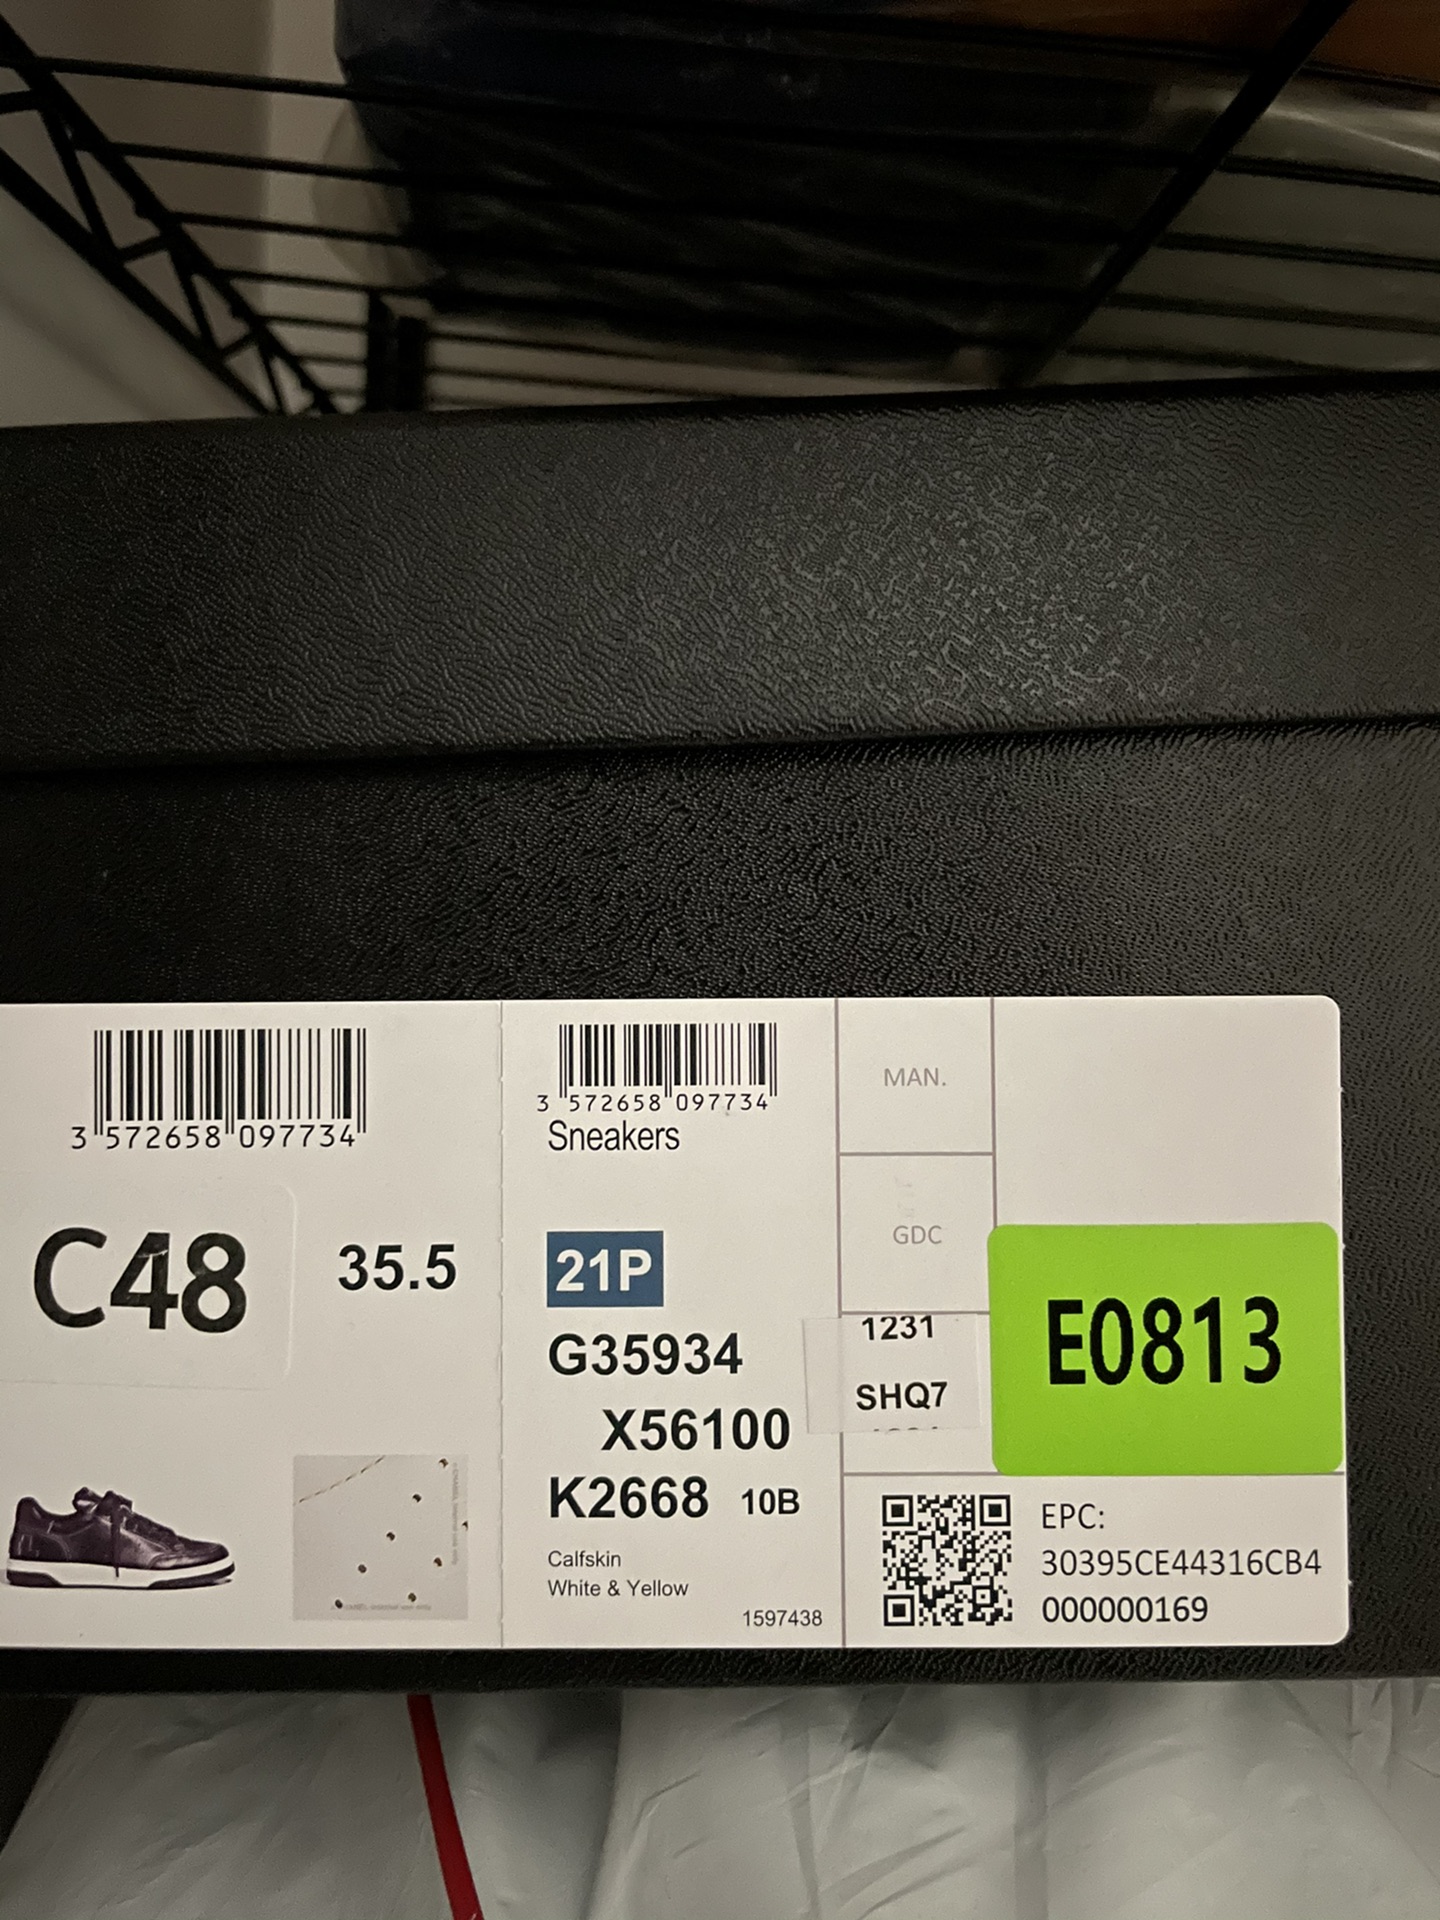 3 572658 097734
C48
35.5
3 572658 097734
Sneakers
21P
G35934
X56100
K2668 10B
Calfskin
White & Yellow
1597438
MAN.
GDC
1231
SHQ7
E0813
EPC:
30395CE44316CB4
000000169